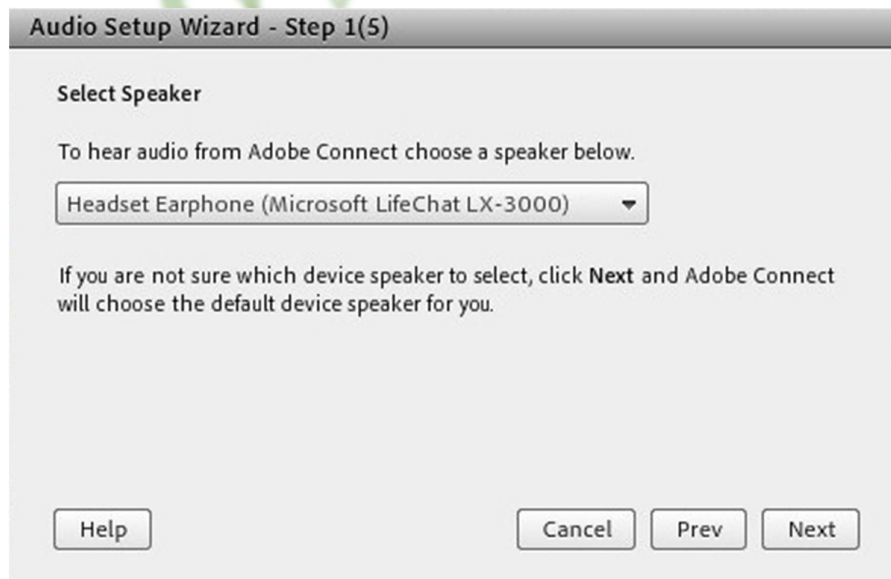 Audio Setup Wizard - Step 1(5)
Select Speaker
To hear audio from Adobe Connect choose a speaker below.
Headset Earphone (Microsoft LifeChat LX-3000)
If you are not sure which device speaker to select, click Next and Adobe Connect
will choose the default device speaker for you.
Help Cancel Prev Next